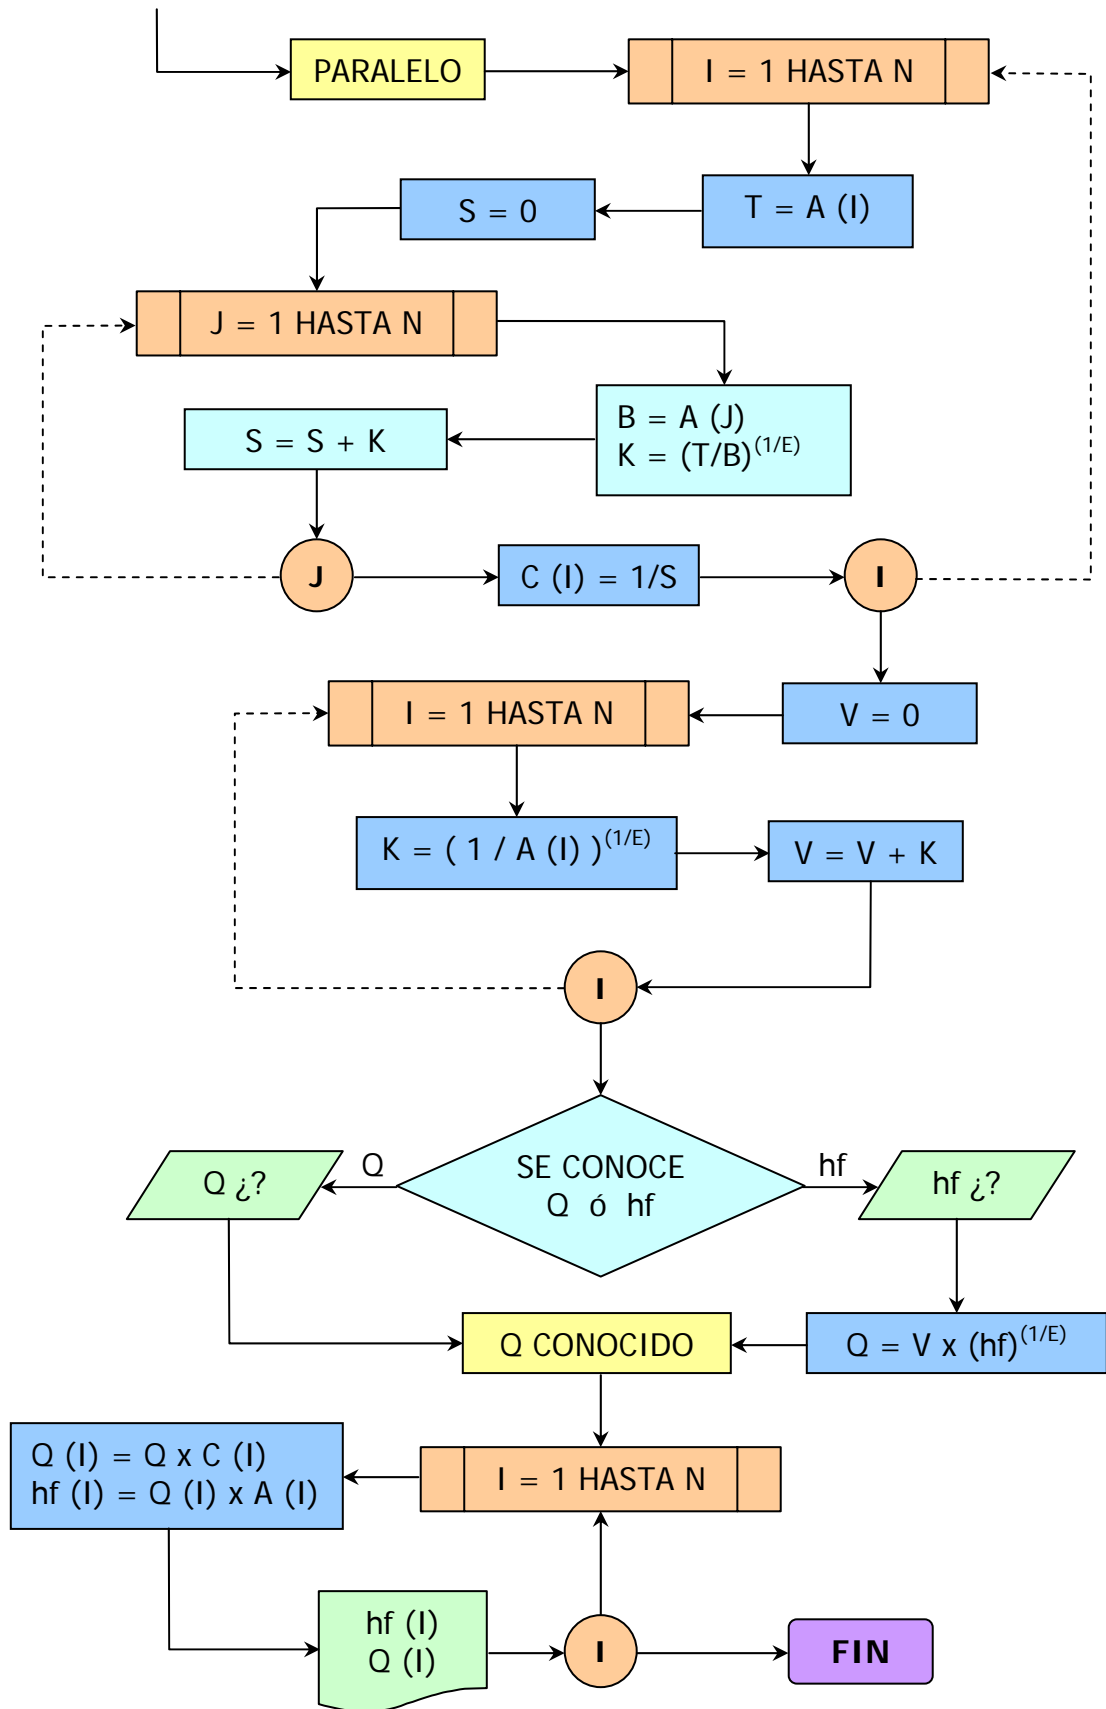 PARALELO
I = 1 HASTA N
T = A (I)
S = 0
J = 1 HASTA N
B = A (J)
K = (T/B)^(1/E)
S = S + K
J
C (I) = 1/S
I
V = 0
I = 1 HASTA N
K = ( 1 / A (I) )^(1/E)
V = V + K
I
SE CONOCE
Q ó hf
Q
hf
Q ¿?
hf ¿?
Q CONOCIDO
Q = V x (hf)^(1/E)
I = 1 HASTA N
Q (I) = Q x C (I)
hf (I) = Q (I) x A (I)
hf (I)
Q (I)
I
FIN